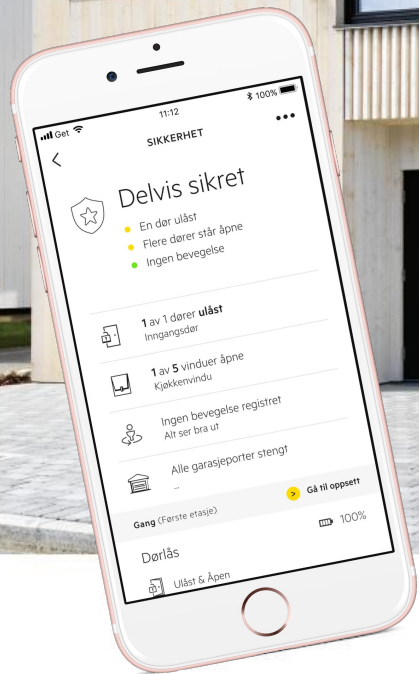 Get
11:12
100%
SIKKERHET
Delvis sikret
En dør ulåst
Flere dører står åpne
Ingen bevegelse
1 av 1 dører ulåst
Inngangsdør
1 av 5 vinduer åpne
Kjøkkenvindu
Ingen bevegelse registret
Alt ser bra ut
Alle garasjeporter stengt
–
Gang (Første etasje)
> Gå til oppsett
Dørlås
100%
Ulåst & Åpen